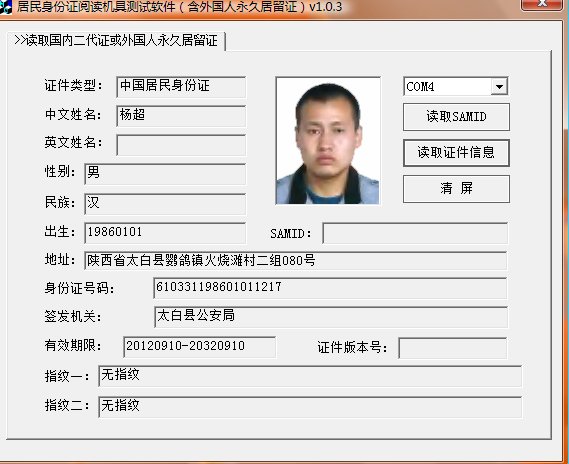 居民身份证阅读机具测试软件（含外国人永久居留证）v1.0.3
>>读取国内二代证或外国人永久居留证
证件类型： 中国居民身份证
COM4
中文姓名： 杨超
读取SAMID
英文姓名：
读取证件信息
性别： 男
清 屏
民族： 汉
出生： 19860101
SAMID：
地址： 陕西省太白县鹦鸽镇火烧滩村二组080号
身份证号码： 610331198601011217
签发机关： 太白县公安局
有效期限： 20120910-20320910
证件版本号：
指纹一： 无指纹
指纹二： 无指纹